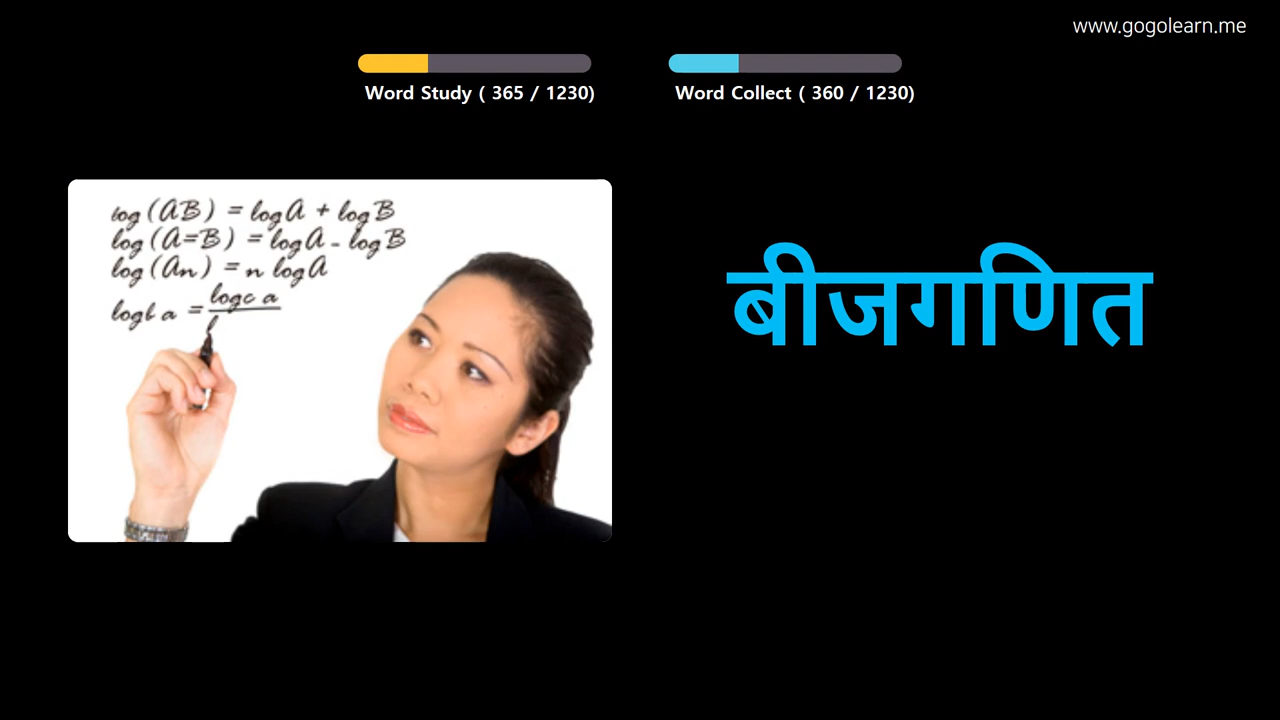 www.gogolearn.me
Word Study ( 365 / 1230)
Word Collect ( 360 / 1230)
log (AB) = log A + log B
log (A=B) = log A - log B
log (An) = n log A
logb a = logc a
बीजगणित